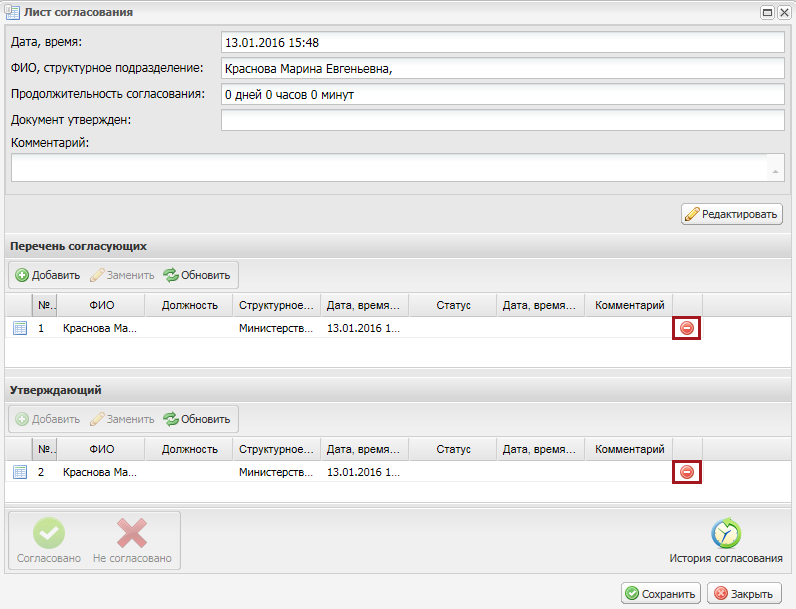 Лист согласования
Дата, время: 13.01.2016 15:48
ФИО, структурное подразделение: Краснова Марина Евгеньевна,
Продолжительность согласования: 0 дней 0 часов 0 минут
Документ утвержден:
Комментарий:
Редактировать
Перечень согласующих
Добавить Заменить Обновить
№.. ФИО Должность Структурное... Дата, время... Статус Дата, время... Комментарий
1 Краснова Ма... Министерств... 13.01.2016 1...
Утверждающий
Добавить Заменить Обновить
№.. ФИО Должность Структурное... Дата, время... Статус Дата, время... Комментарий
2 Краснова Ма... Министерств... 13.01.2016 1...
Согласовано Не согласовано История согласования
Сохранить Закрыть